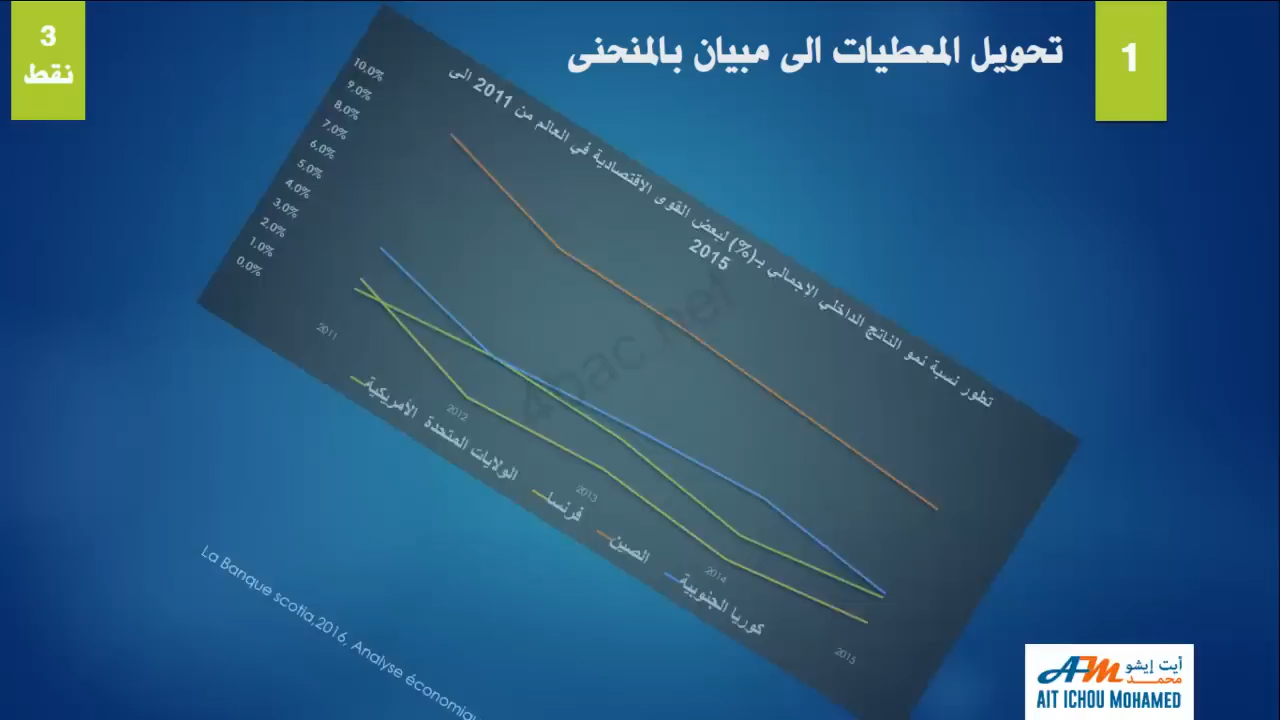 3
نقط
تحويل المعطيات الى مبيان بالمنحنى
1
تطور نسبة نمو الناتج الداخلي الإجمالي بـ(%) لبعض القوى الاقتصادية في العالم من 2011 الى
2015
10,0%
9,0%
8,0%
7,0%
6,0%
5,0%
4,0%
3,0%
2,0%
1,0%
0,0%
2011
2012
2013
2014
2015
الولايات المتحدة الأمريكية
فرنسا
الصين
كوريا الجنوبية
4bac.net
La Banque scotia,2016, Analyse
أيت إيشو
محمد
AM
AIT ICHOU MOHAMED